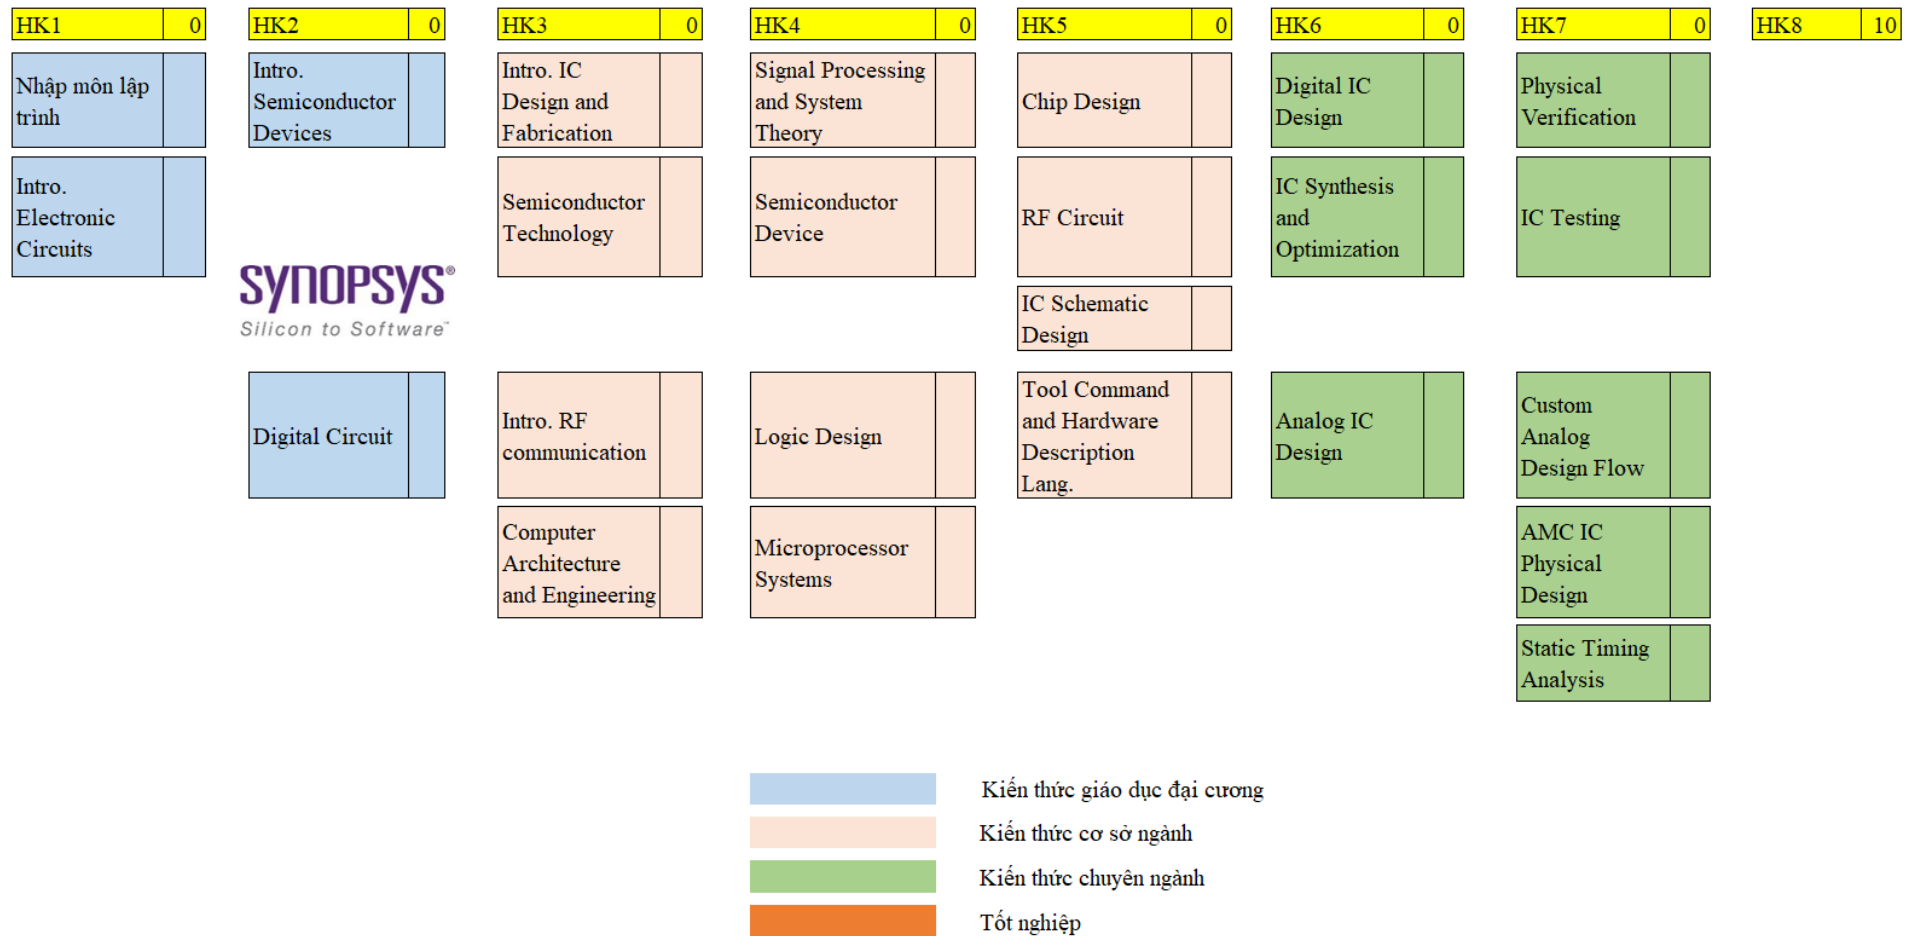 HK1 0
HK2 0
HK3 0
HK4 0
HK5 0
HK6 0
HK7 0
HK8 10
Nhập môn lập
trình
Intro.
Semiconductor
Devices
Intro. IC
Design and
Fabrication
Signal Processing
and System
Theory
Chip Design
Digital IC
Design
Physical
Verification
Intro.
Electronic
Circuits
Semiconductor
Technology
Semiconductor
Device
RF Circuit
IC Synthesis
and
Optimization
IC Testing
SYNOPSYS®
Silicon to Software™
IC Schematic
Design
Digital Circuit
Intro. RF
communication
Logic Design
Tool Command
and Hardware
Description
Lang.
Analog IC
Design
Custom
Analog
Design Flow
Computer
Architecture
and Engineering
Microprocessor
Systems
AMC IC
Physical
Design
Static Timing
Analysis
Kiến thức giáo dục đại cương
Kiến thức cơ sở ngành
Kiến thức chuyên ngành
Tốt nghiệp